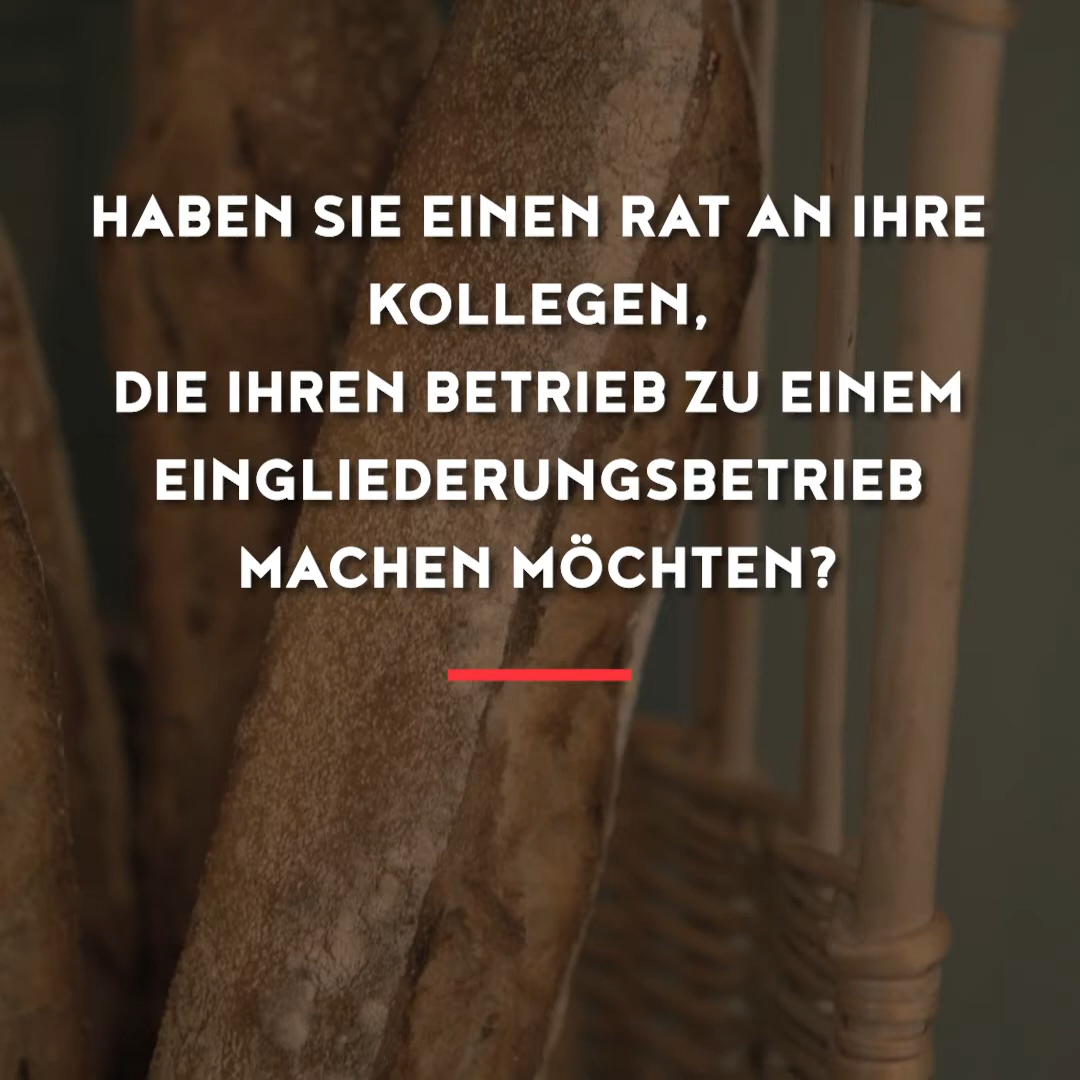 HABEN SIE EINEN RAT AN IHRE
KOLLEGEN,
DIE IHREN BETRIEB ZU EINEM
EINGLIEDERUNGSBETRIEB
MACHEN MÖCHTEN?